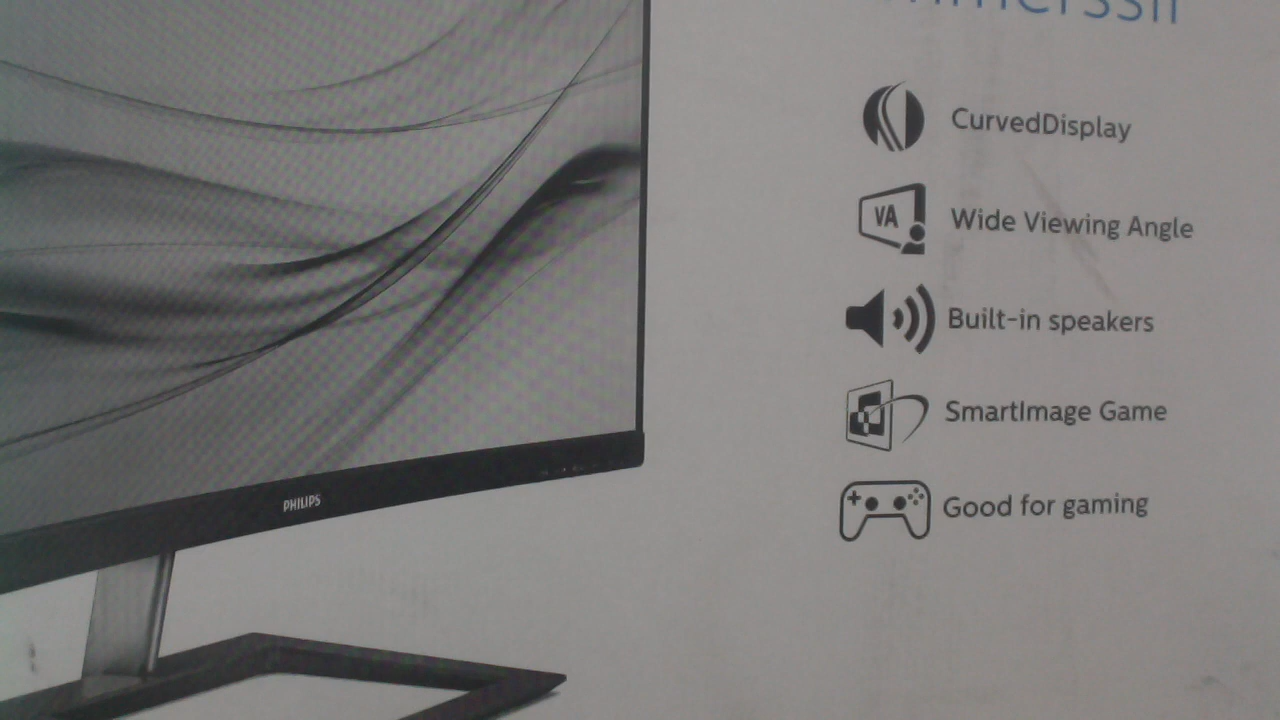 CurvedDisplay
VA
Wide Viewing Angle
Built-in speakers
SmartImage Game
Good for gaming
PHILIPS